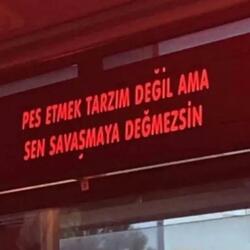 PES ETMEK TARZIM DEĞİL AMA
SEN SAVAŞMAYA DEĞMEZSİN